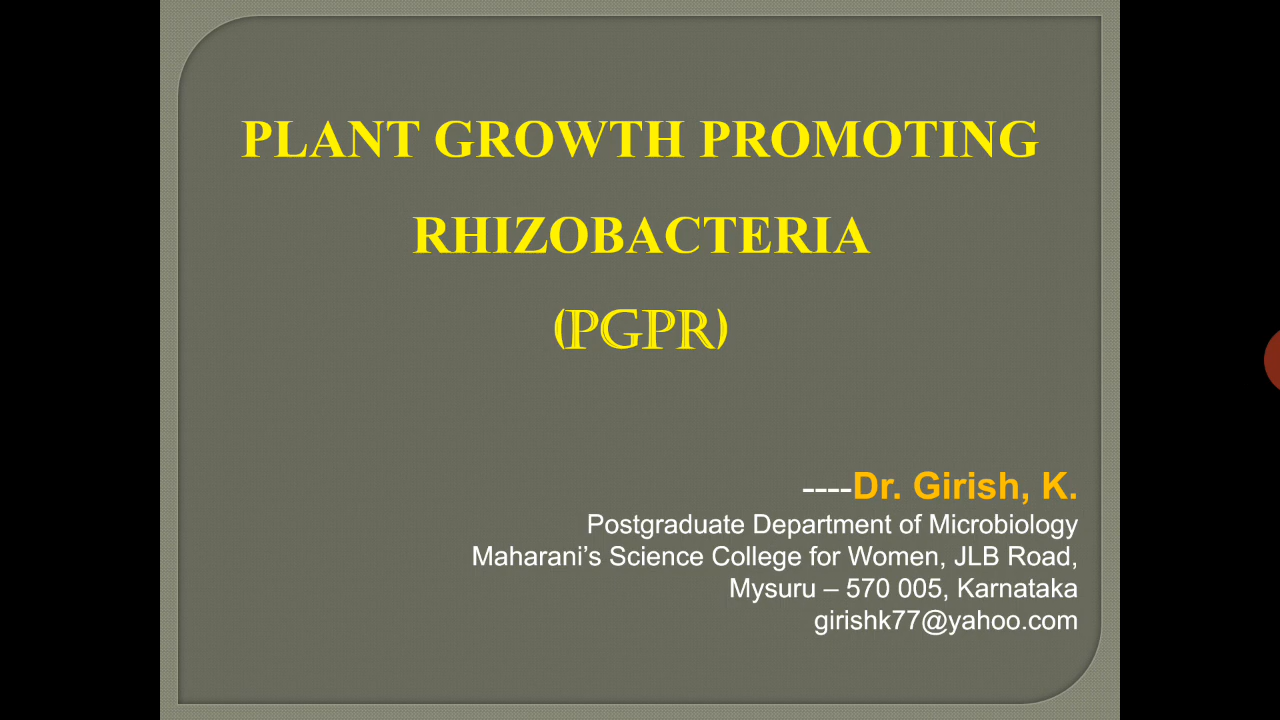 PLANT GROWTH PROMOTING
RHIZOBACTERIA
(PGPR)
----Dr. Girish, K.
Postgraduate Department of Microbiology
Maharani’s Science College for Women, JLB Road,
Mysuru – 570 005, Karnataka
girishk77@yahoo.com